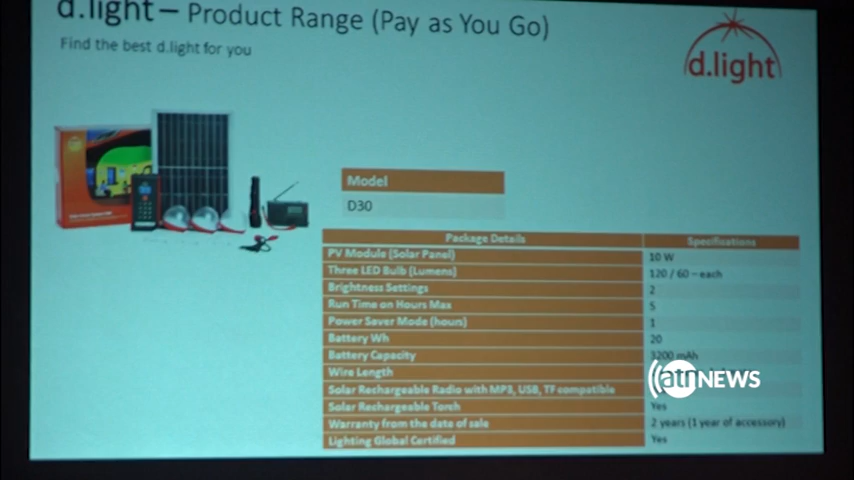 d.light – Product Range (Pay as You Go)
Find the best d.light for you
d.light
Model
D30
Package Details Specifications
PV Module (Solar Panel) 10 W
Three LED Bulb (Lumens) 120 / 60 – each
Brightness Settings 2
Run Time on Hours Max 5
Power Saver Mode (hours) 1
Battery Wh 20
Battery Capacity 3200 mAh
Wire Length
Solar Rechargeable Radio with MP3, USB, TF compatible
Solar Rechargeable Torch Yes
Warranty from the date of sale 2 years (1 year of accessory)
Lighting Global Certified Yes
atn NEWS